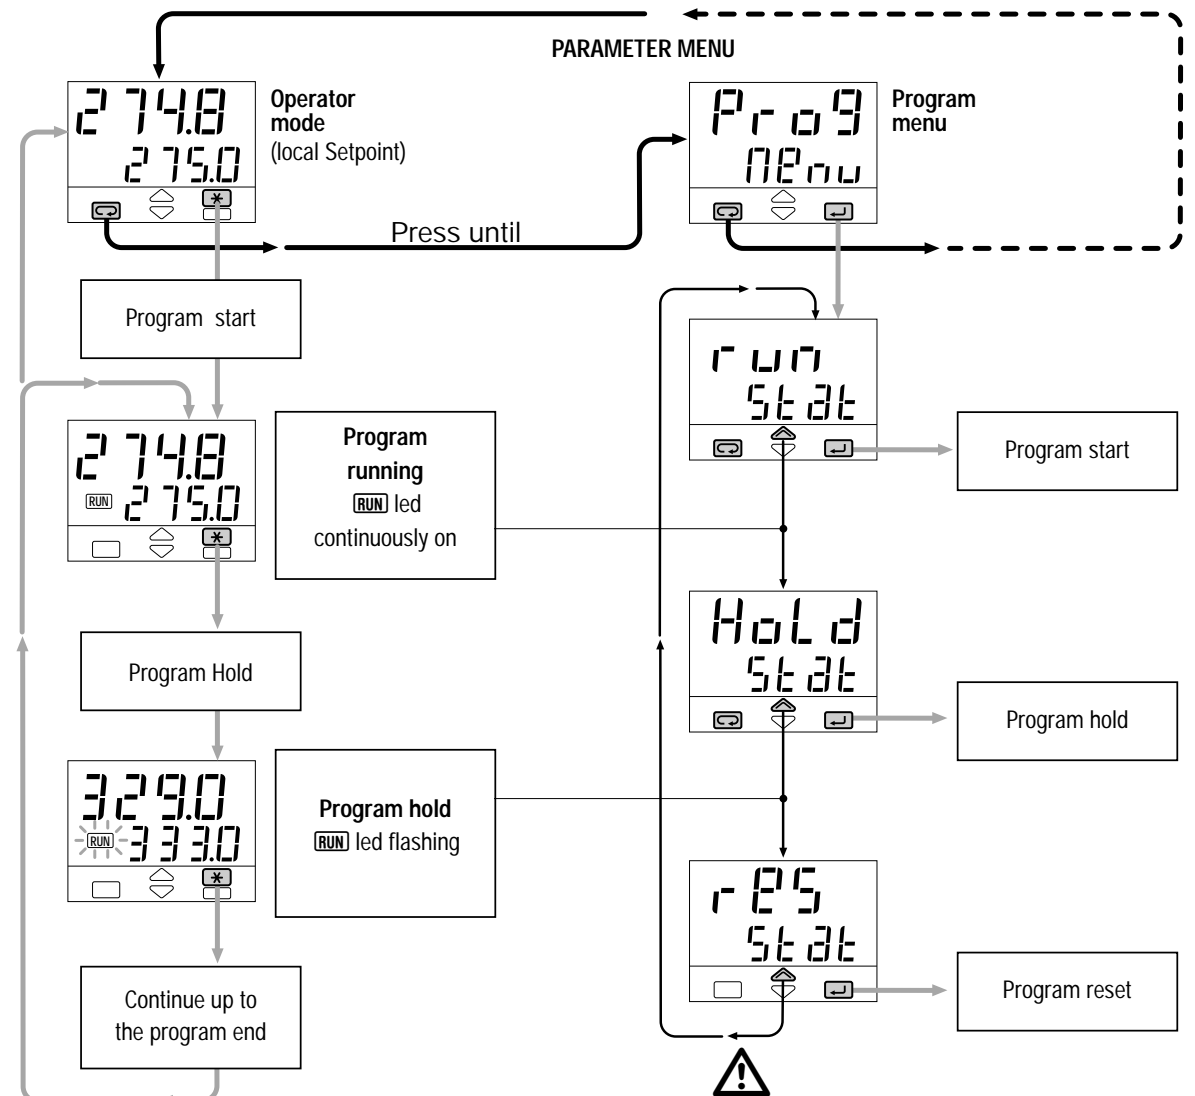 PARAMETER MENU
274.8
275.0
Operator
mode
(local Setpoint)
Prog
MEnu
Program
menu
Press until
Program start
274.8
RUN 275.0
Program
running
RUN led
continuously on
run
Stat
Program start
Program Hold
HoLd
Stat
Program hold
329.0
RUN 333.0
Program hold
RUN led flashing
rES
Stat
Program reset
Continue up to
the program end